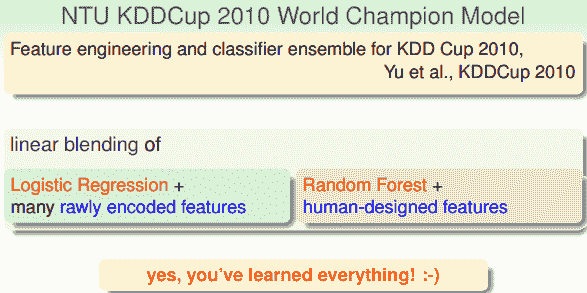 NTU KDDCup 2010 World Champion Model
Feature engineering and classifier ensemble for KDD Cup 2010,
Yu et al., KDDCup 2010
linear blending of
Logistic Regression +
many rawly encoded features
Random Forest +
human-designed features
yes, you've learned everything! :-)